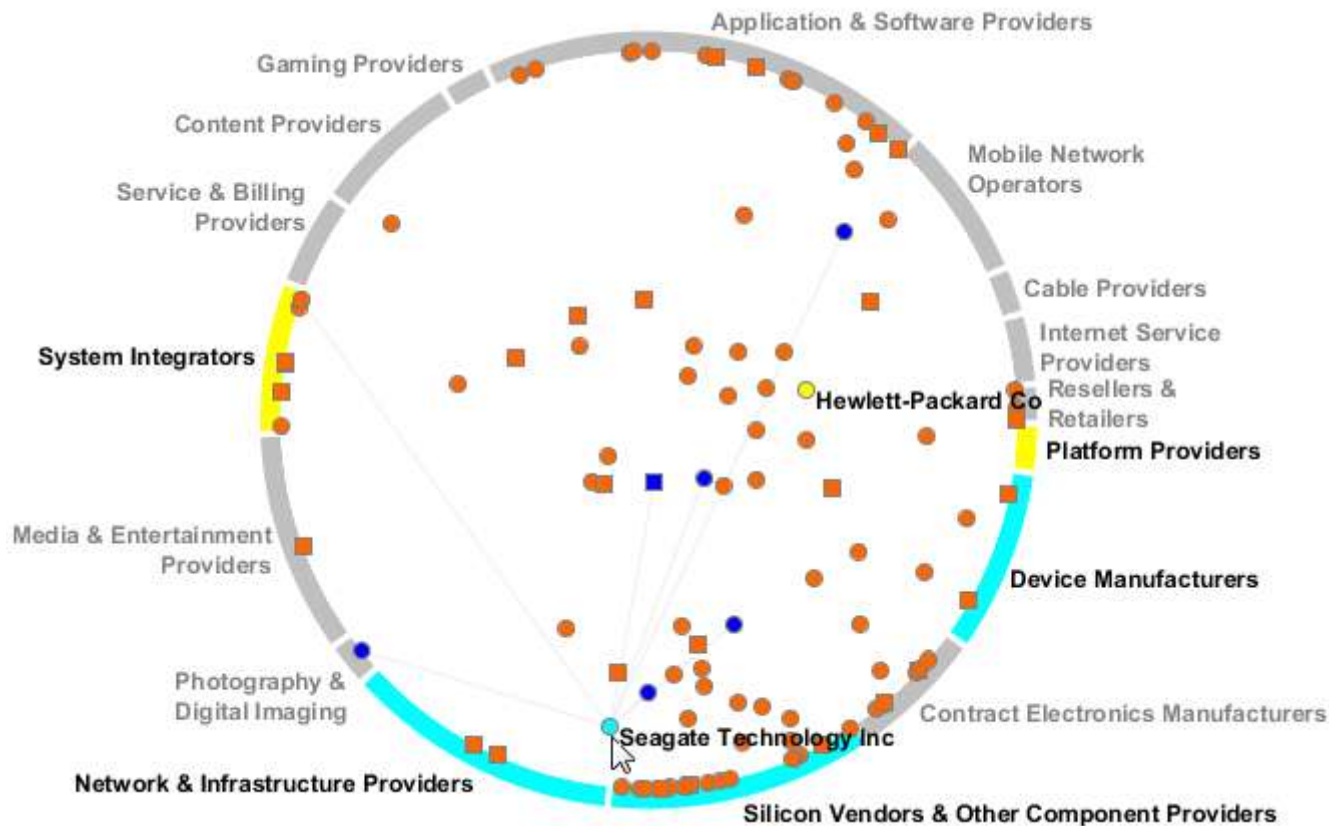 Application & Software Providers
Gaming Providers
Content Providers
Mobile Network
Operators
Service & Billing
Providers
Cable Providers
Internet Service
Providers
System Integrators
Resellers &
Retailers
Hewlett-Packard Co
Platform Providers
Media & Entertainment
Providers
Device Manufacturers
Photography &
Digital Imaging
Contract Electronics Manufacturers
Seagate Technology Inc
Network & Infrastructure Providers
Silicon Vendors & Other Component Providers